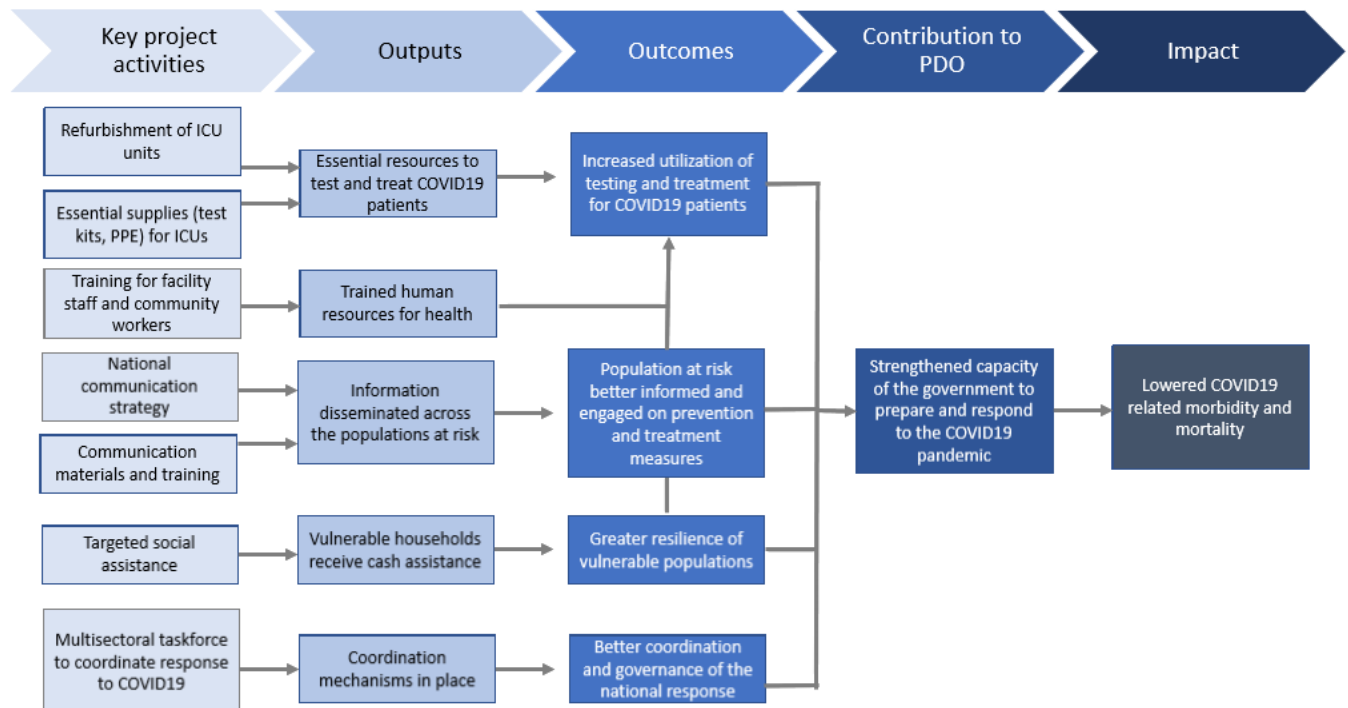 Key project
activities
Outputs
Outcomes
Contribution to
PDO
Impact
Refurbishment of ICU
units
Essential supplies (test
kits, PPE) for ICUs
Training for facility
staff and community
workers
National
communication
strategy
Communication
materials and training
Targeted social
assistance
Multisectoral taskforce
to coordinate response
to COVID19
Essential resources to
test and treat COVID19
patients
Trained human
resources for health
Information
disseminated across
the populations at risk
Vulnerable households
receive cash assistance
Coordination
mechanisms in place
Increased utilization of
testing and treatment
for COVID19 patients
Population at risk
better informed and
engaged on prevention
and treatment
measures
Greater resilience of
vulnerable populations
Better coordination
and governance of the
national response
Strengthened capacity
of the government to
prepare and respond
to the COVID19
pandemic
Lowered COVID19
related morbidity and
mortality